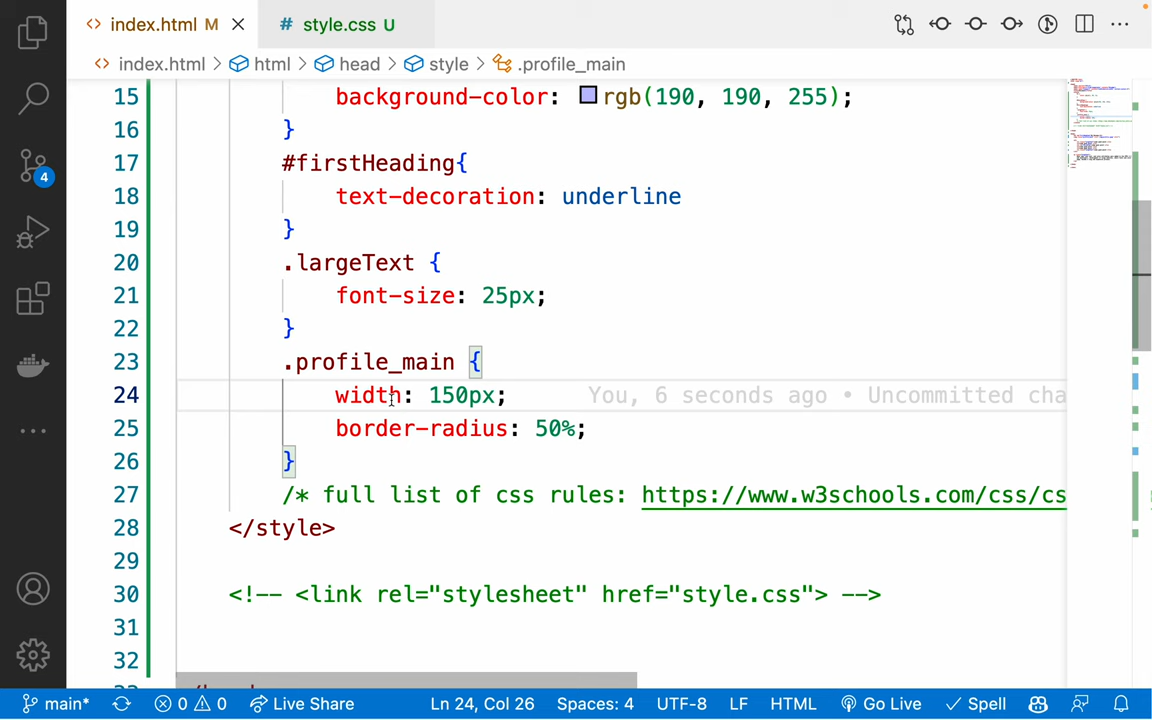 index.html M
# style.css U
index.html > html > head > style > .profile_main
15 background-color: rgb(190, 190, 255);
16 }
17 #firstHeading{
18 text-decoration: underline
19 }
20 .largeText {
21 font-size: 25px;
22 }
23 .profile_main {
24 width: 150px; You, 6 seconds ago • Uncommitted cha
25 border-radius: 50%;
26 }
27 /* full list of css rules: https://www.w3schools.com/css/cs
28 </style>
29
30 <!-- <link rel="stylesheet" href="style.css"> -->
31
32
4
main* 0 0 Live Share Ln 24, Col 26 Spaces: 4 UTF-8 LF HTML Go Live Spell